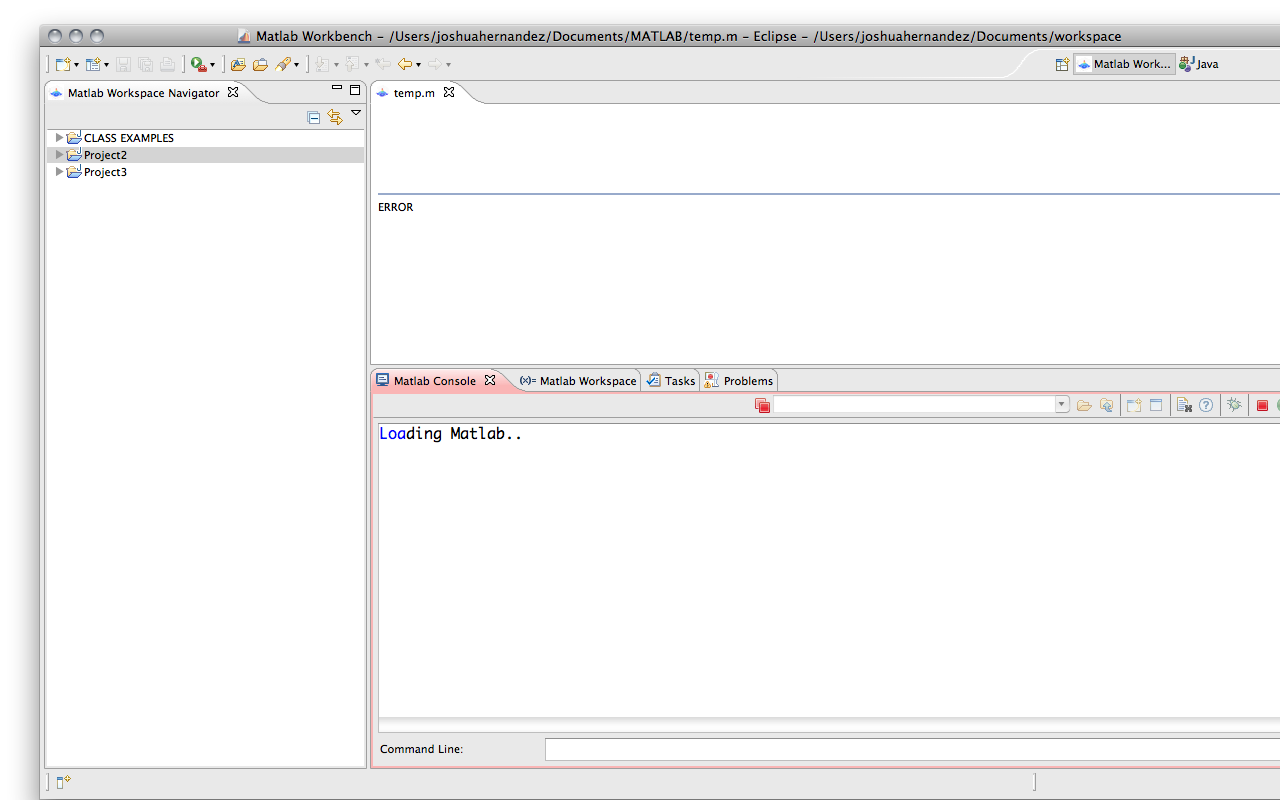 Matlab Workbench – /Users/joshuahernandez/Documents/MATLAB/temp.m – Eclipse – /Users/joshuahernandez/Documents/workspace
Matlab Work... Java
Matlab Workspace Navigator
temp.m
CLASS EXAMPLES
Project2
Project3
ERROR
Matlab Console (x)= Matlab Workspace Tasks Problems
Loading Matlab..
Command Line: